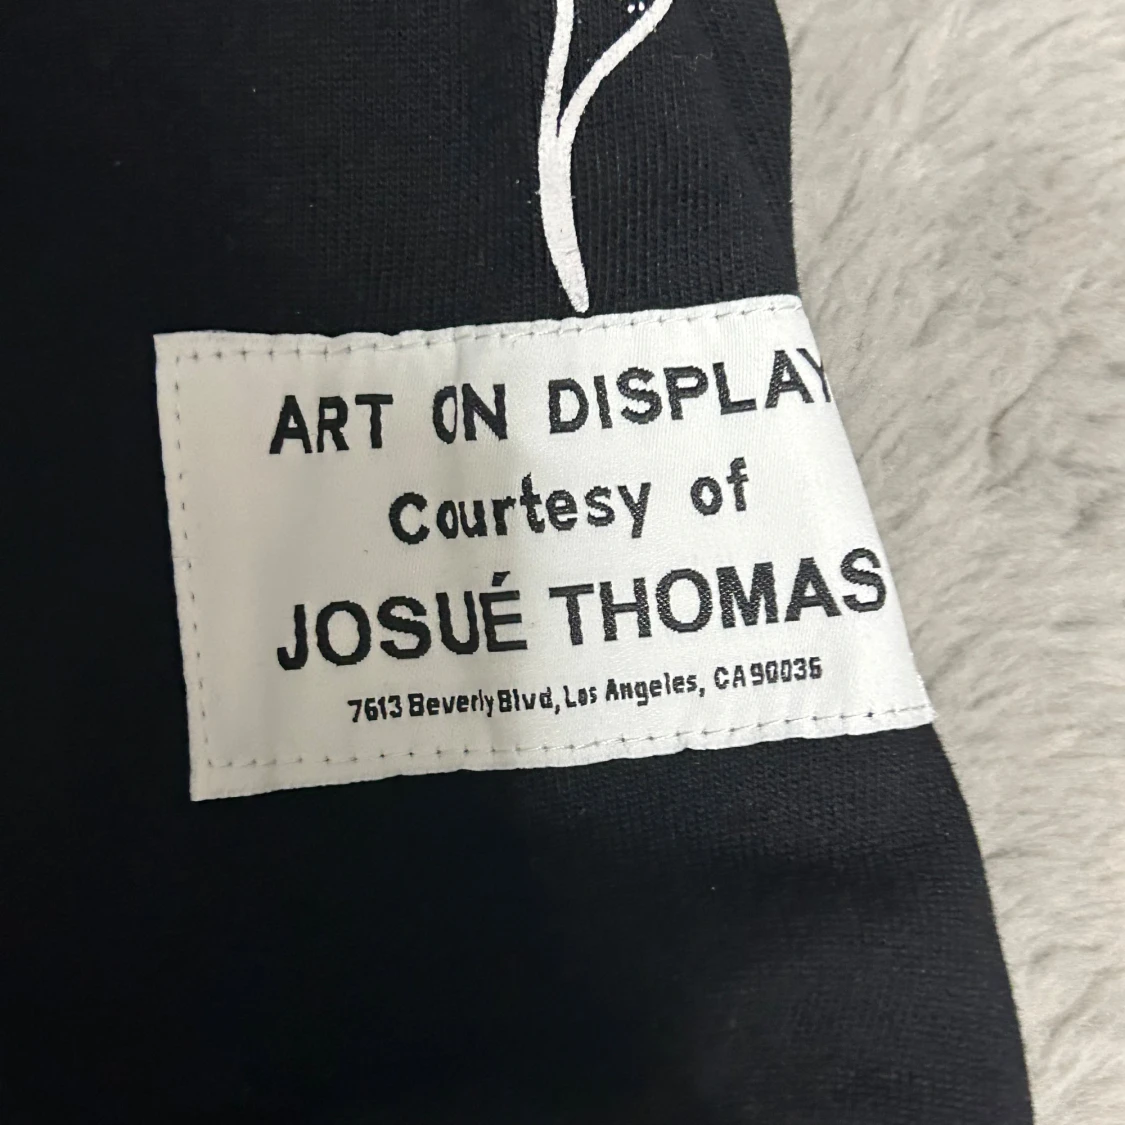 ART ON DISPLAY
Courtesy of
JOSUÉ THOMAS
7613 Beverly Blvd, Los Angeles, CA 90036